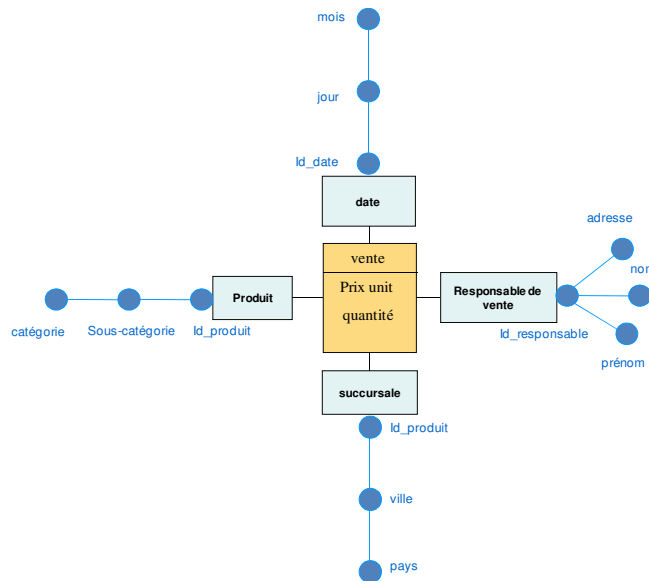 mois
jour
Id_date
date
adresse
vente
Prix unit
quantité
Produit
Responsable de
vente
catégorie
Sous-catégorie
Id_produit
Id_responsable
prénom
succursale
Id_produit
ville
pays